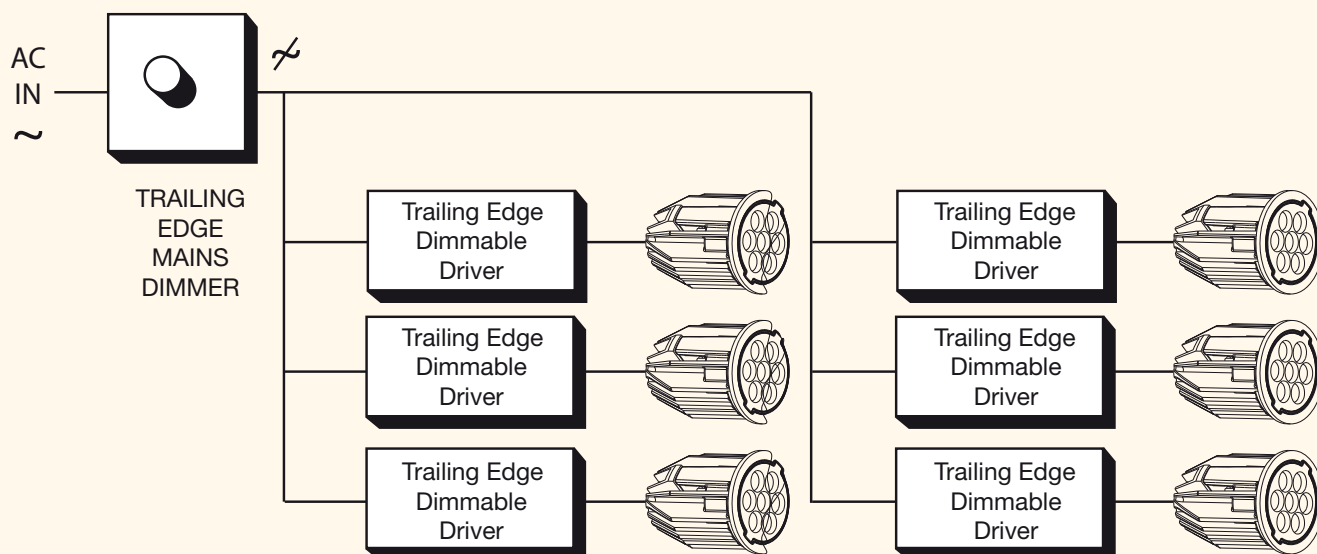 AC
IN
~
TRAILING
EDGE
MAINS
DIMMER
Trailing Edge
Dimmable
Driver
Trailing Edge
Dimmable
Driver
Trailing Edge
Dimmable
Driver
Trailing Edge
Dimmable
Driver
Trailing Edge
Dimmable
Driver
Trailing Edge
Dimmable
Driver